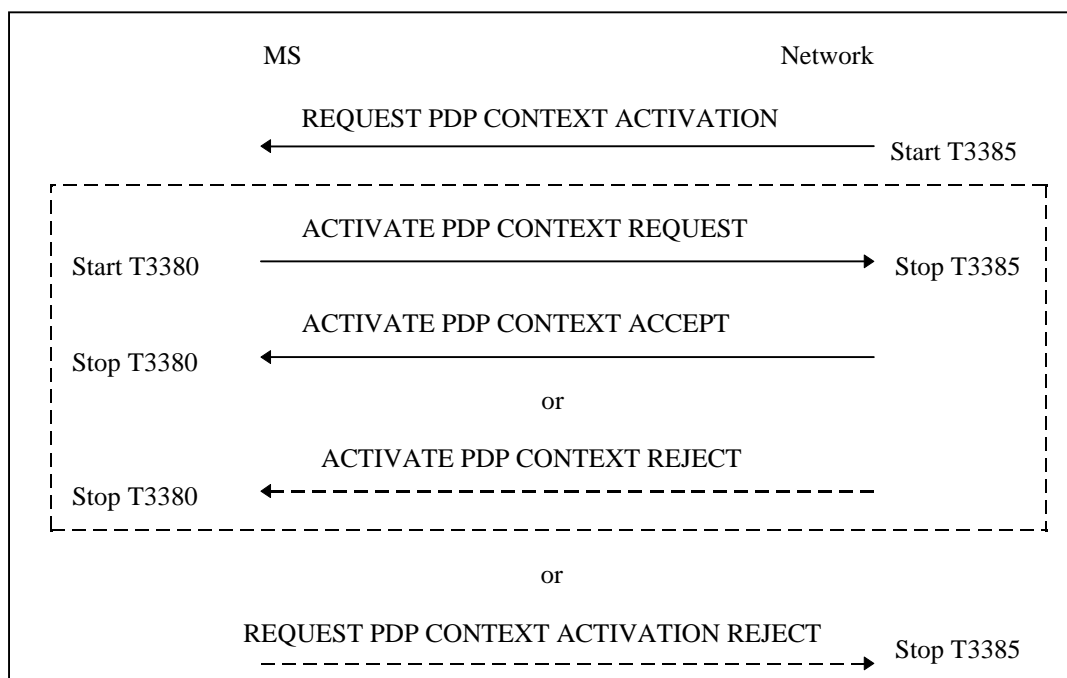 MS Network
REQUEST PDP CONTEXT ACTIVATION
Start T3385
ACTIVATE PDP CONTEXT REQUEST
Start T3380 Stop T3385
ACTIVATE PDP CONTEXT ACCEPT
Stop T3380
or
ACTIVATE PDP CONTEXT REJECT
Stop T3380
or
REQUEST PDP CONTEXT ACTIVATION REJECT
Stop T3385